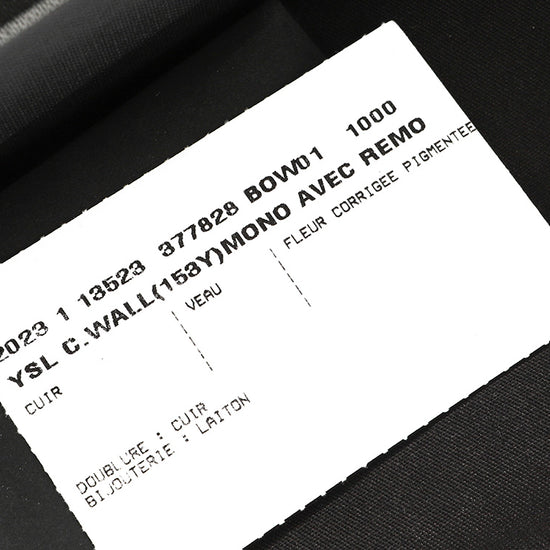 2023 1 13523 377828 BOW01 1000
YSL C.WALL(153Y)MONO AVEC REMO
CUIR VEAU FLEUR CORRIGEE PIGMENTEE
DOUBLURE : CUIR
BIJOUTERIE : LAITON